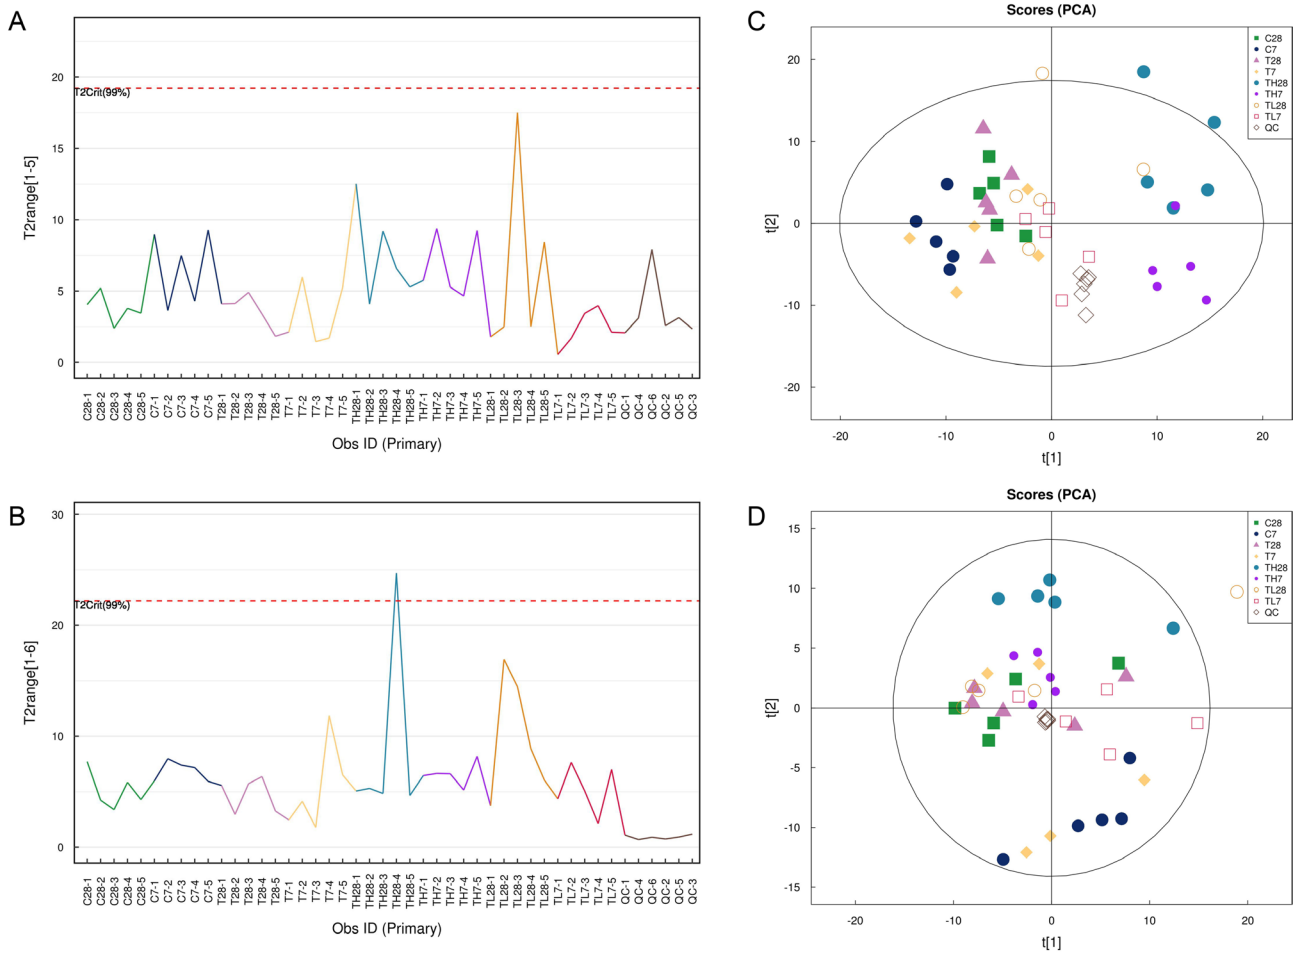 A
T2range[1-5]
20
15
10
5
0
T2Crit(99%)
C28-1
C28-2
C28-3
C28-4
C28-5
C7-1
C7-2
C7-3
C7-4
C7-5
T28-1
T28-2
T28-3
T28-4
T28-5
T7-1
T7-2
T7-3
T7-4
T7-5
TH28-1
TH28-2
TH28-3
TH28-4
TH28-5
TH7-1
TH7-2
TH7-3
TH7-4
TH7-5
TL28-1
TL28-2
TL28-3
TL28-4
TL28-5
TL7-1
TL7-2
TL7-3
TL7-4
TL7-5
QC-1
QC-4
QC-6
QC-2
QC-5
QC-3
Obs ID (Primary)
C
Scores (PCA)
t[2]
20
10
0
-10
-20
-20
-10
0
10
20
t[1]
C28
C7
T28
T7
TH28
TH7
TL28
TL7
QC
B
T2range[1-6]
30
20
10
0
T2Crit(99%)
C28-1
C28-2
C28-3
C28-4
C28-5
C7-1
C7-2
C7-3
C7-4
C7-5
T28-1
T28-2
T28-3
T28-4
T28-5
T7-1
T7-2
T7-3
T7-4
T7-5
TH28-1
TH28-2
TH28-3
TH28-4
TH28-5
TH7-1
TH7-2
TH7-3
TH7-4
TH7-5
TL28-1
TL28-2
TL28-3
TL28-4
TL28-5
TL7-1
TL7-2
TL7-3
TL7-4
TL7-5
QC-1
QC-4
QC-6
QC-2
QC-5
QC-3
Obs ID (Primary)
D
Scores (PCA)
t[2]
15
10
5
0
-5
-10
-15
-20
-10
0
10
20
t[1]
C28
C7
T28
T7
TH28
TH7
TL28
TL7
QC